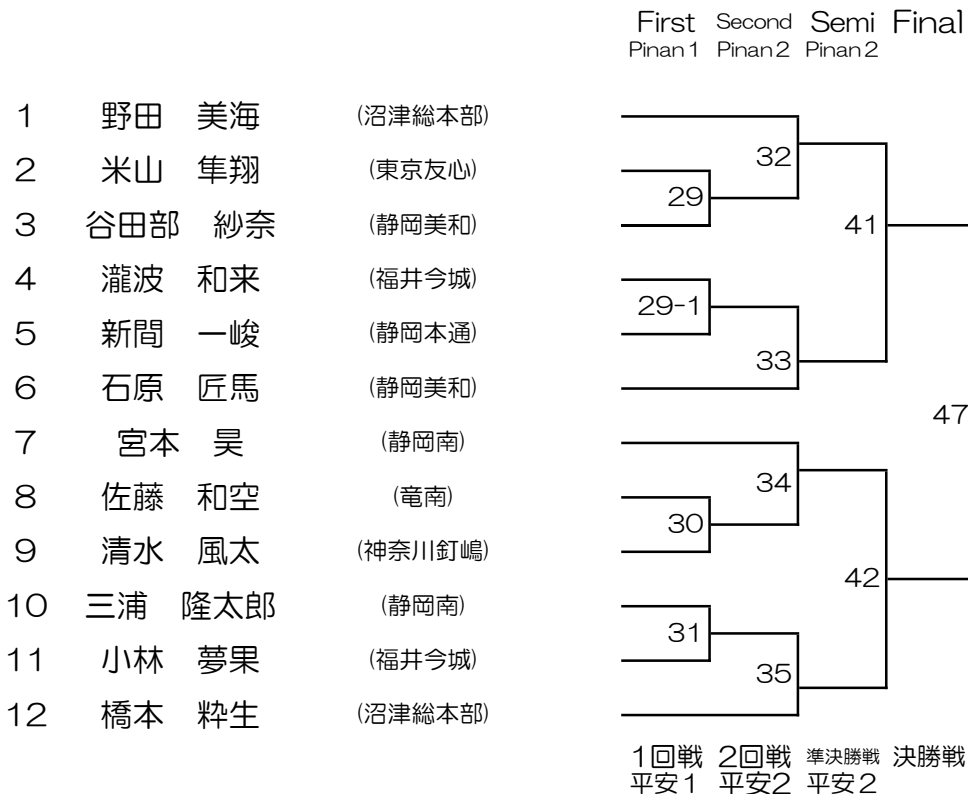 First Second Semi Final
Pinan 1 Pinan 2 Pinan 2
1 野田 美海 (沼津総本部)
32
2 米山 隼翔 (東京友心)
29
3 谷田部 紗奈 (静岡美和)
41
4 瀧波 和来 (福井今城)
29-1
5 新間 一峻 (静岡本通)
33
6 石原 匠馬 (静岡美和)
47
7 宮本 昊 (静岡南)
34
8 佐藤 和空 (竜南)
30
9 清水 風太 (神奈川釘嶋)
42
10 三浦 隆太郎 (静岡南)
31
11 小林 夢果 (福井今城)
35
12 橋本 粋生 (沼津総本部)
1回戦 2回戦 準決勝戦 決勝戦
平安1 平安2 平安2